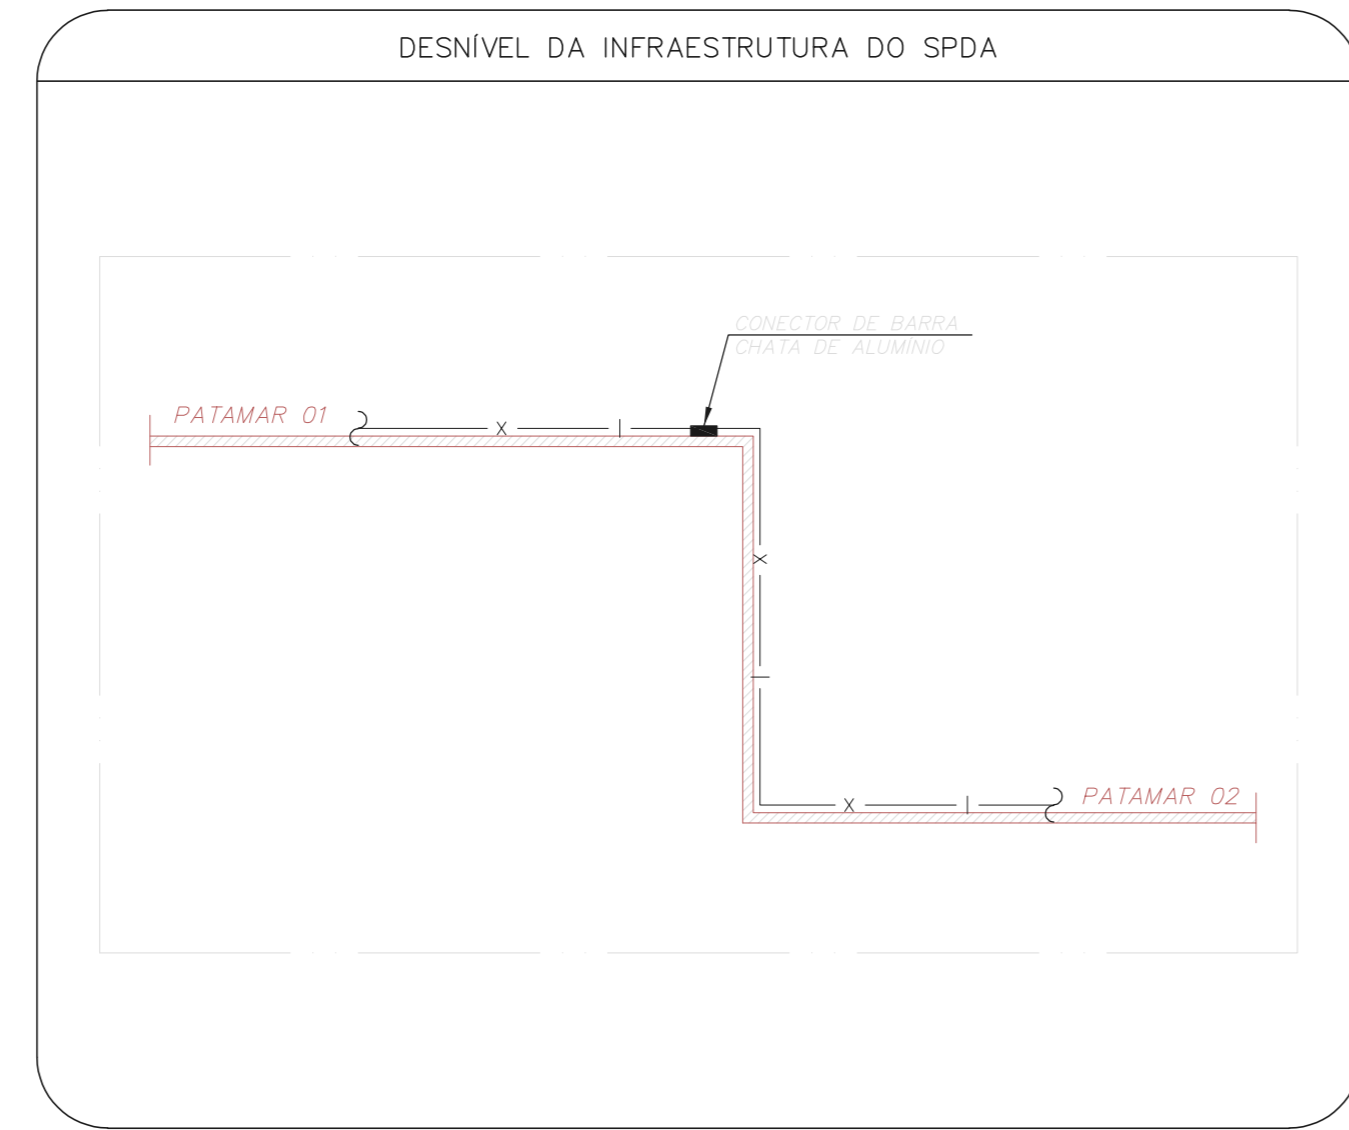 DESNÍVEL DA INFRAESTRUTURA DO SPDA
CONECTOR DE BARRA
CHATA DE ALUMÍNIO
PATAMAR 01
X
X
X
PATAMAR 02